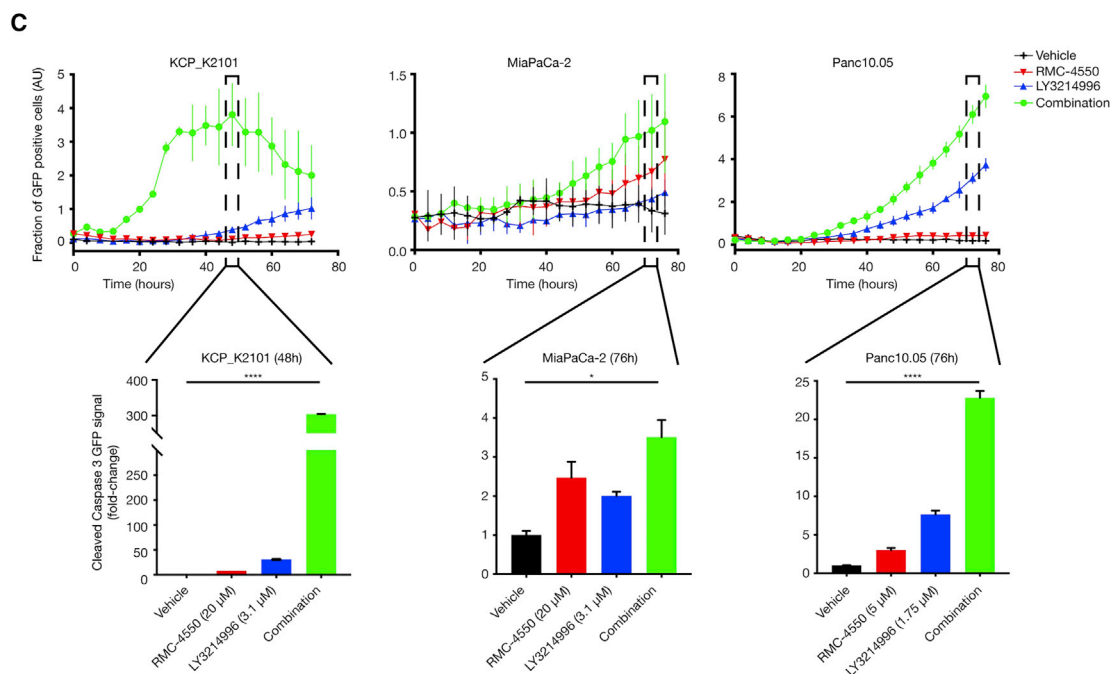 C
KCP_K2101
MiaPaCa-2
Panc10.05
Vehicle
RMC-4550
LY3214996
Combination
Fraction of GFP positive cells (AU)
5
4
3
2
1
0
0 20 40 60 80
Time (hours)
1.5
1.0
0.5
0.0
0 20 40 60 80
Time (hours)
8
6
4
2
0
0 20 40 60 80
Time (hours)
KCP_K2101 (48h)
****
Cleaved Caspase 3 GFP signal
(fold-change)
400
300
250
200
100
50
0
Vehicle
RMC-4550 (20 µM)
LY3214996 (3.1 µM)
Combination
MiaPaCa-2 (76h)
*
5
4
3
2
1
0
Vehicle
RMC-4550 (20 µM)
LY3214996 (3.1 µM)
Combination
Panc10.05 (76h)
****
25
20
15
10
5
0
Vehicle
RMC-4550 (5 µM)
LY3214996 (1.75 µM)
Combination